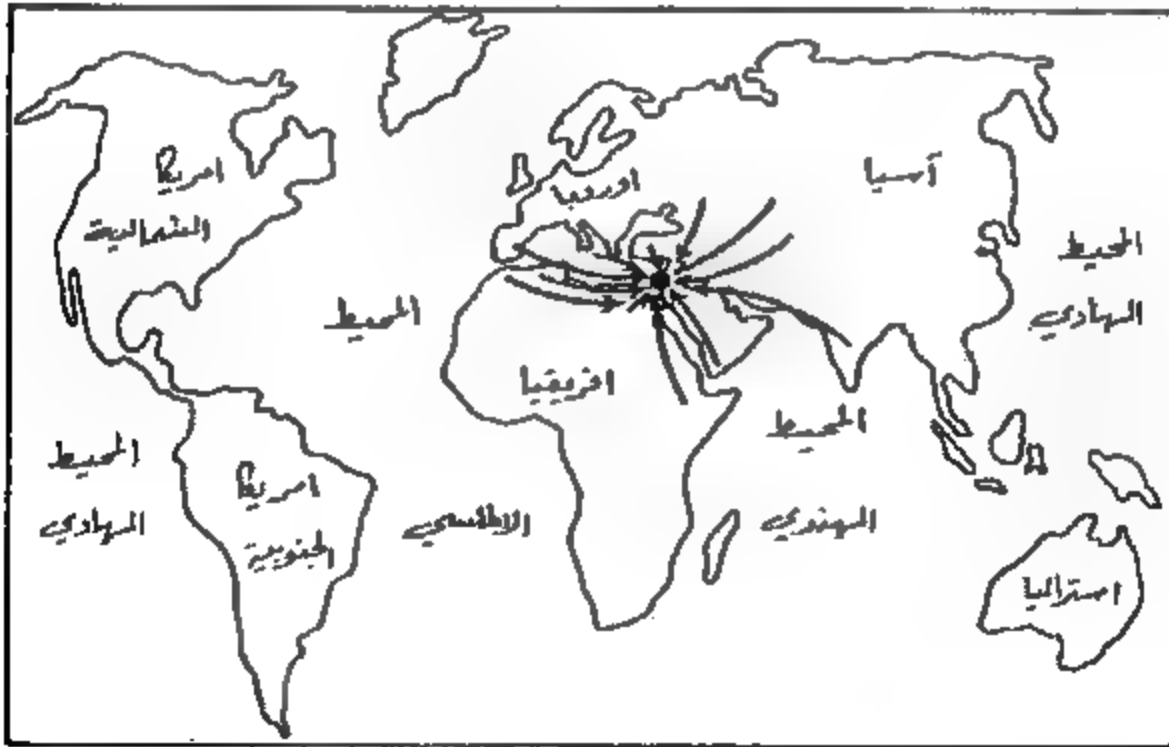 امريكا
الشمالية
اوروبا
آسيا
المحيط
الهادي
المحيط
الاطلسي
افريقيا
المحيط
الهندي
المحيط
الهادي
امريكا
الجنوبية
استراليا